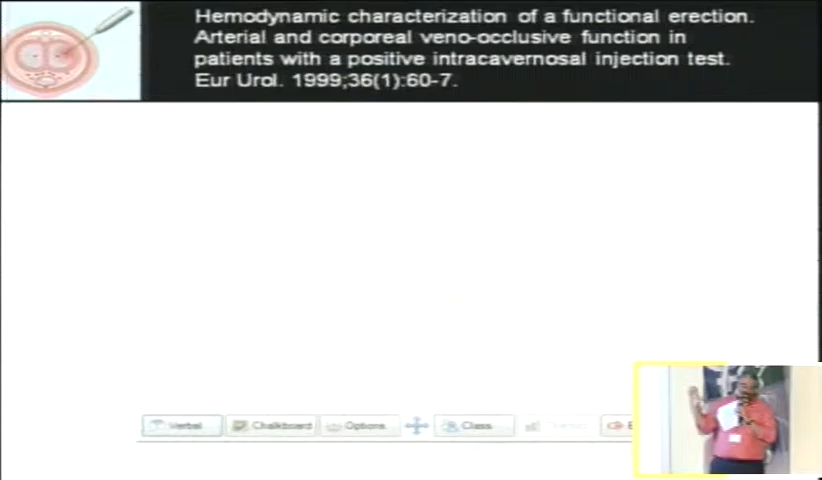 Hemodynamic characterization of a functional erection.
Arterial and corporeal veno-occlusive function in
patients with a positive intracavernosal injection test.
Eur Urol. 1999;36(1):60-7.
Verbal Chalkboard Options Class